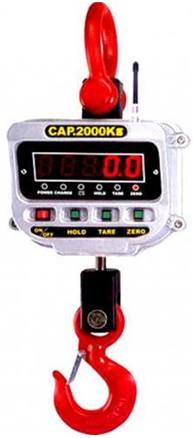 CAP.2000KG
0.0
POWER CHARGE HOLD TARE ZERO
ON/OFF HOLD TARE ZERO